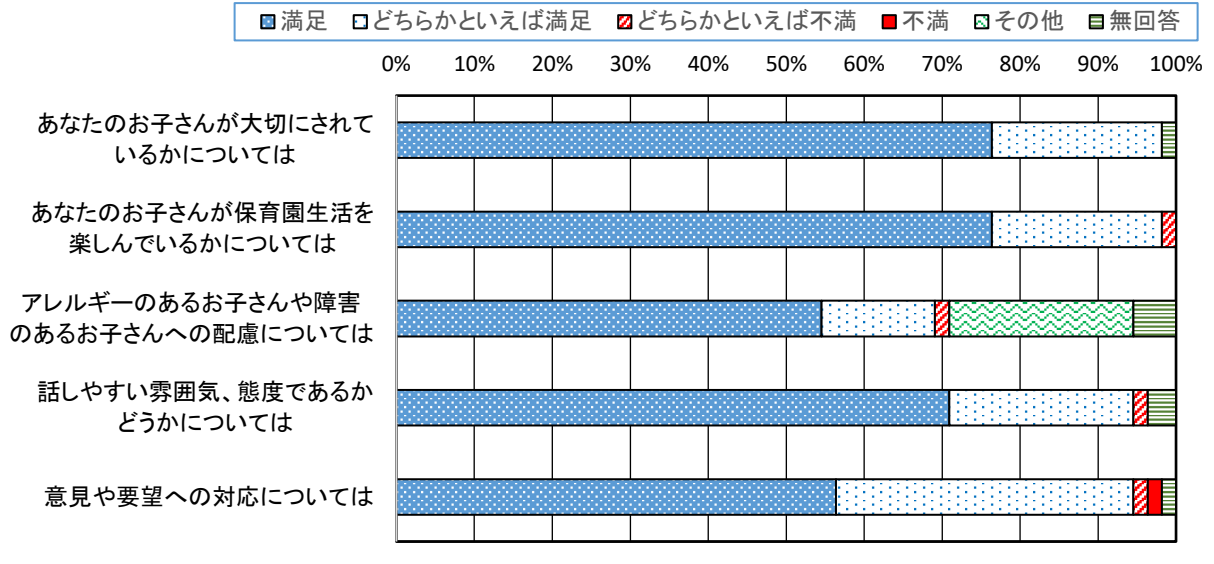 満足 どちらかといえば満足 どちらかといえば不満 不満 その他 無回答
0% 10% 20% 30% 40% 50% 60% 70% 80% 90% 100%
あなたのお子さんが大切にされて
いるかについては
あなたのお子さんが保育園生活を
楽しんでいるかについては
アレルギーのあるお子さんや障害
のあるお子さんへの配慮については
話しやすい雰囲気、態度であるか
どうかについては
意見や要望への対応については